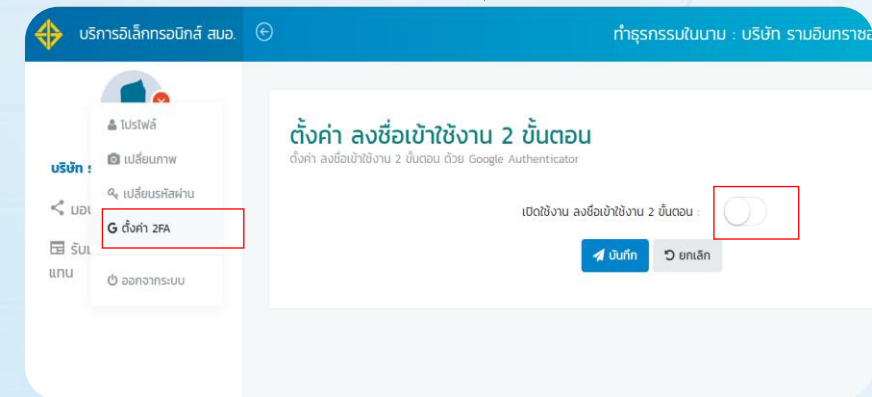 บริการอิเล็กทรอนิกส์ สมอ.
ทำธุรกรรมในนาม : บริษัท รามอินทราซอ
โปรไฟล์
เปลี่ยนภาพ
บริษัท ร
เปลี่ยนรหัสผ่าน
มอบ
ตั้งค่า 2FA
รับม
แทน
ออกจากระบบ
ตั้งค่า ลงชื่อเข้าใช้งาน 2 ขั้นตอน
ตั้งค่า ลงชื่อเข้าใช้งาน 2 ขั้นตอน ด้วย Google Authenticator
เปิดใช้งาน ลงชื่อเข้าใช้งาน 2 ขั้นตอน :
บันทึก
ยกเลิก